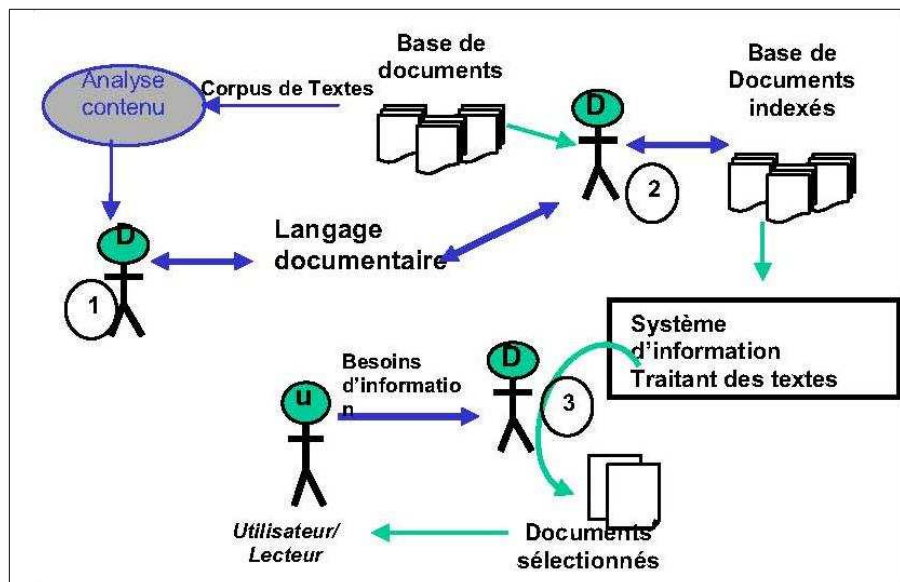 Analyse
contenu
Corpus de Textes
Base de
documents
Base de
Documents
indexés
D
2
D
1
Langage
documentaire
Système
d'information
Traitant des textes
Besoins
d'informatio
n
u
D
3
Utilisateur/
Lecteur
Documents
sélectionnés